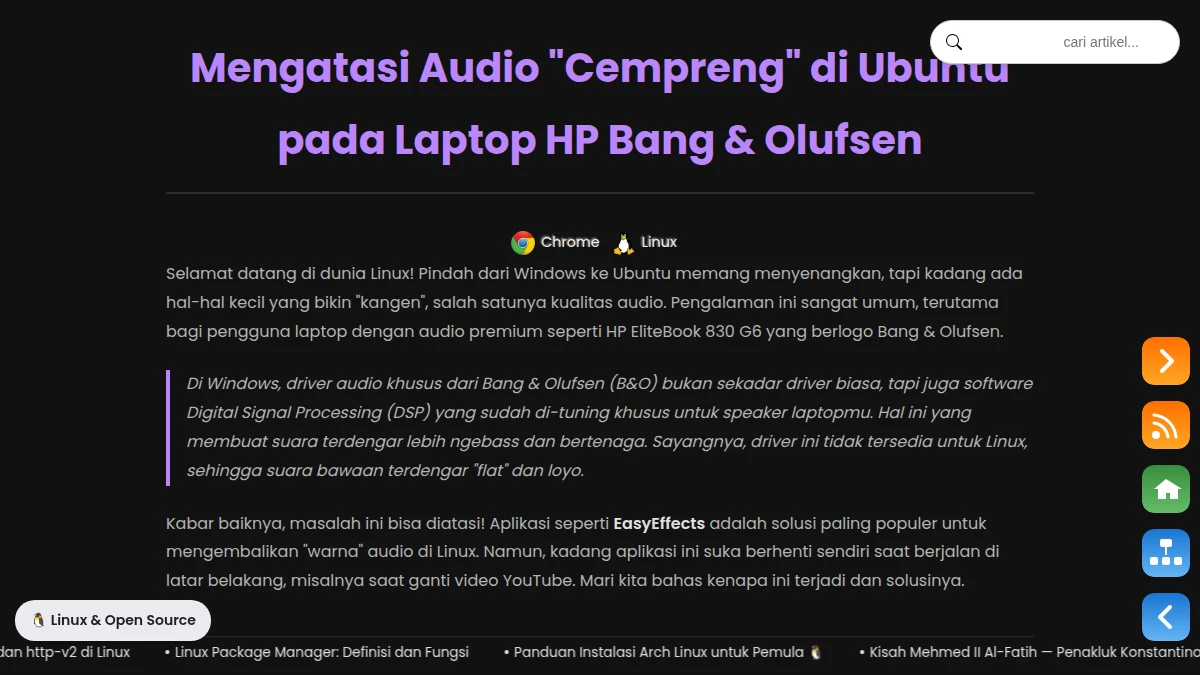 cari artikel...
Mengatasi Audio "Cempreng" di Ubuntu
pada Laptop HP Bang & Olufsen
Chrome Linux
Selamat datang di dunia Linux! Pindah dari Windows ke Ubuntu memang menyenangkan, tapi kadang ada
hal-hal kecil yang bikin "kangen", salah satunya kualitas audio. Pengalaman ini sangat umum, terutama
bagi pengguna laptop dengan audio premium seperti HP EliteBook 830 G6 yang berlogo Bang & Olufsen.
Di Windows, driver audio khusus dari Bang & Olufsen (B&O) bukan sekadar driver biasa, tapi juga software
Digital Signal Processing (DSP) yang sudah di-tuning khusus untuk speaker laptopmu. Hal ini yang
membuat suara terdengar lebih ngebass dan bertenaga. Sayangnya, driver ini tidak tersedia untuk Linux,
sehingga suara bawaan terdengar "flat" dan loyo.
Kabar baiknya, masalah ini bisa diatasi! Aplikasi seperti EasyEffects adalah solusi paling populer untuk
mengembalikan "warna" audio di Linux. Namun, kadang aplikasi ini suka berhenti sendiri saat berjalan di
latar belakang, misalnya saat ganti video YouTube. Mari kita bahas kenapa ini terjadi dan solusinya.
🐧 Linux & Open Source
dan http-v2 di Linux • Linux Package Manager: Definisi dan Fungsi • Panduan Instalasi Arch Linux untuk Pemula 🐧 • Kisah Mehmed II Al-Fatih — Penakluk Konstantino